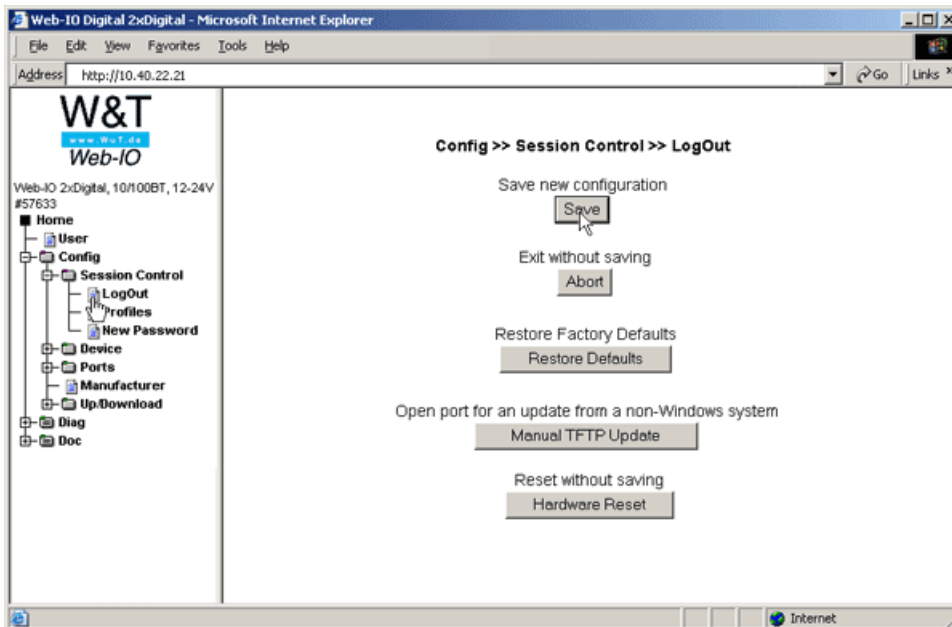 Web-IO Digital 2xDigital - Microsoft Internet Explorer
File Edit View Favorites Tools Help
Address http://10.40.22.21 Go Links
W&T
www.WuT.de
Web-IO
Web-IO 2xDigital, 10/100BT, 12-24V
#57633
Home
User
Config
Session Control
LogOut
Profiles
New Password
Device
Ports
Manufacturer
Up/Download
Diag
Doc
Config >> Session Control >> LogOut
Save new configuration
Save
Exit without saving
Abort
Restore Factory Defaults
Restore Defaults
Open port for an update from a non-Windows system
Manual TFTP Update
Reset without saving
Hardware Reset
Internet